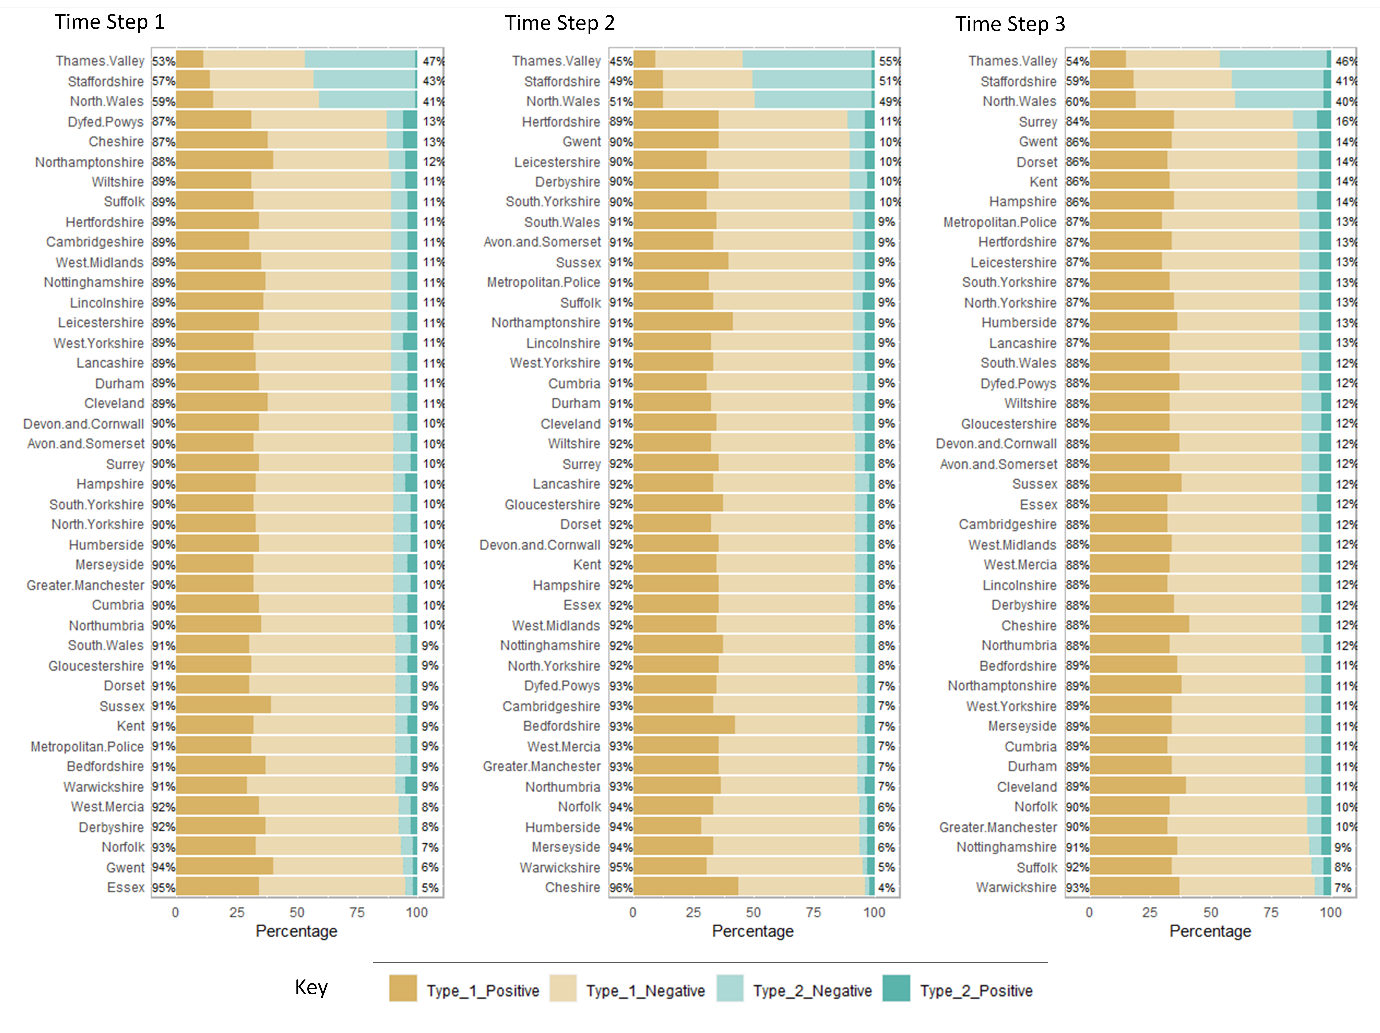 Time Step 1
Thames.Valley 53% 47%
Staffordshire 57% 43%
North.Wales 59% 41%
Dyfed.Powys 87% 13%
Cheshire 87% 13%
Northamptonshire 88% 12%
Wiltshire 89% 11%
Suffolk 89% 11%
Hertfordshire 89% 11%
Cambridgeshire 89% 11%
West.Midlands 89% 11%
Nottinghamshire 89% 11%
Lincolnshire 89% 11%
Leicestershire 89% 11%
West.Yorkshire 89% 11%
Lancashire 89% 11%
Durham 89% 11%
Cleveland 89% 11%
Devon.and.Cornwall 90% 10%
Avon.and.Somerset 90% 10%
Surrey 90% 10%
Hampshire 90% 10%
South.Yorkshire 90% 10%
North.Yorkshire 90% 10%
Humberside 90% 10%
Merseyside 90% 10%
Greater.Manchester 90% 10%
Cumbria 90% 10%
Northumbria 90% 10%
South.Wales 91% 9%
Gloucestershire 91% 9%
Dorset 91% 9%
Sussex 91% 9%
Kent 91% 9%
Metropolitan.Police 91% 9%
Bedfordshire 91% 9%
Warwickshire 91% 9%
West.Mercia 92% 8%
Derbyshire 92% 8%
Norfolk 93% 7%
Gwent 94% 6%
Essex 95% 5%
0 25 50 75 100
Percentage
Time Step 2
Thames.Valley 45% 55%
Staffordshire 49% 51%
North.Wales 51% 49%
Hertfordshire 89% 11%
Gwent 90% 10%
Leicestershire 90% 10%
Derbyshire 90% 10%
South.Yorkshire 90% 10%
South.Wales 91% 9%
Avon.and.Somerset 91% 9%
Sussex 91% 9%
Metropolitan.Police 91% 9%
Suffolk 91% 9%
Northamptonshire 91% 9%
Lincolnshire 91% 9%
West.Yorkshire 91% 9%
Cumbria 91% 9%
Durham 91% 9%
Cleveland 91% 9%
Wiltshire 92% 8%
Surrey 92% 8%
Lancashire 92% 8%
Gloucestershire 92% 8%
Dorset 92% 8%
Devon.and.Cornwall 92% 8%
Kent 92% 8%
Hampshire 92% 8%
Essex 92% 8%
West.Midlands 92% 8%
Nottinghamshire 92% 8%
North.Yorkshire 92% 8%
Dyfed.Powys 93% 7%
Cambridgeshire 93% 7%
Bedfordshire 93% 7%
West.Mercia 93% 7%
Greater.Manchester 93% 7%
Northumbria 93% 7%
Norfolk 94% 6%
Humberside 94% 6%
Merseyside 94% 6%
Warwickshire 95% 5%
Cheshire 96% 4%
0 25 50 75 100
Percentage
Time Step 3
Thames.Valley 54% 46%
Staffordshire 59% 41%
North.Wales 60% 40%
Surrey 84% 16%
Gwent 86% 14%
Dorset 86% 14%
Kent 86% 14%
Hampshire 86% 14%
Metropolitan.Police 87% 13%
Hertfordshire 87% 13%
Leicestershire 87% 13%
South.Yorkshire 87% 13%
North.Yorkshire 87% 13%
Humberside 87% 13%
Lancashire 87% 13%
South.Wales 88% 12%
Dyfed.Powys 88% 12%
Wiltshire 88% 12%
Gloucestershire 88% 12%
Devon.and.Cornwall 88% 12%
Avon.and.Somerset 88% 12%
Sussex 88% 12%
Essex 88% 12%
Cambridgeshire 88% 12%
West.Midlands 88% 12%
West.Mercia 88% 12%
Lincolnshire 88% 12%
Derbyshire 88% 12%
Cheshire 88% 12%
Northumbria 88% 12%
Bedfordshire 89% 11%
Northamptonshire 89% 11%
West.Yorkshire 89% 11%
Merseyside 89% 11%
Cumbria 89% 11%
Durham 89% 11%
Cleveland 89% 11%
Norfolk 90% 10%
Greater.Manchester 90% 10%
Nottinghamshire 91% 9%
Suffolk 92% 8%
Warwickshire 93% 7%
0 25 50 75 100
Percentage
Key Type_1_Positive Type_1_Negative Type_2_Negative Type_2_Positive